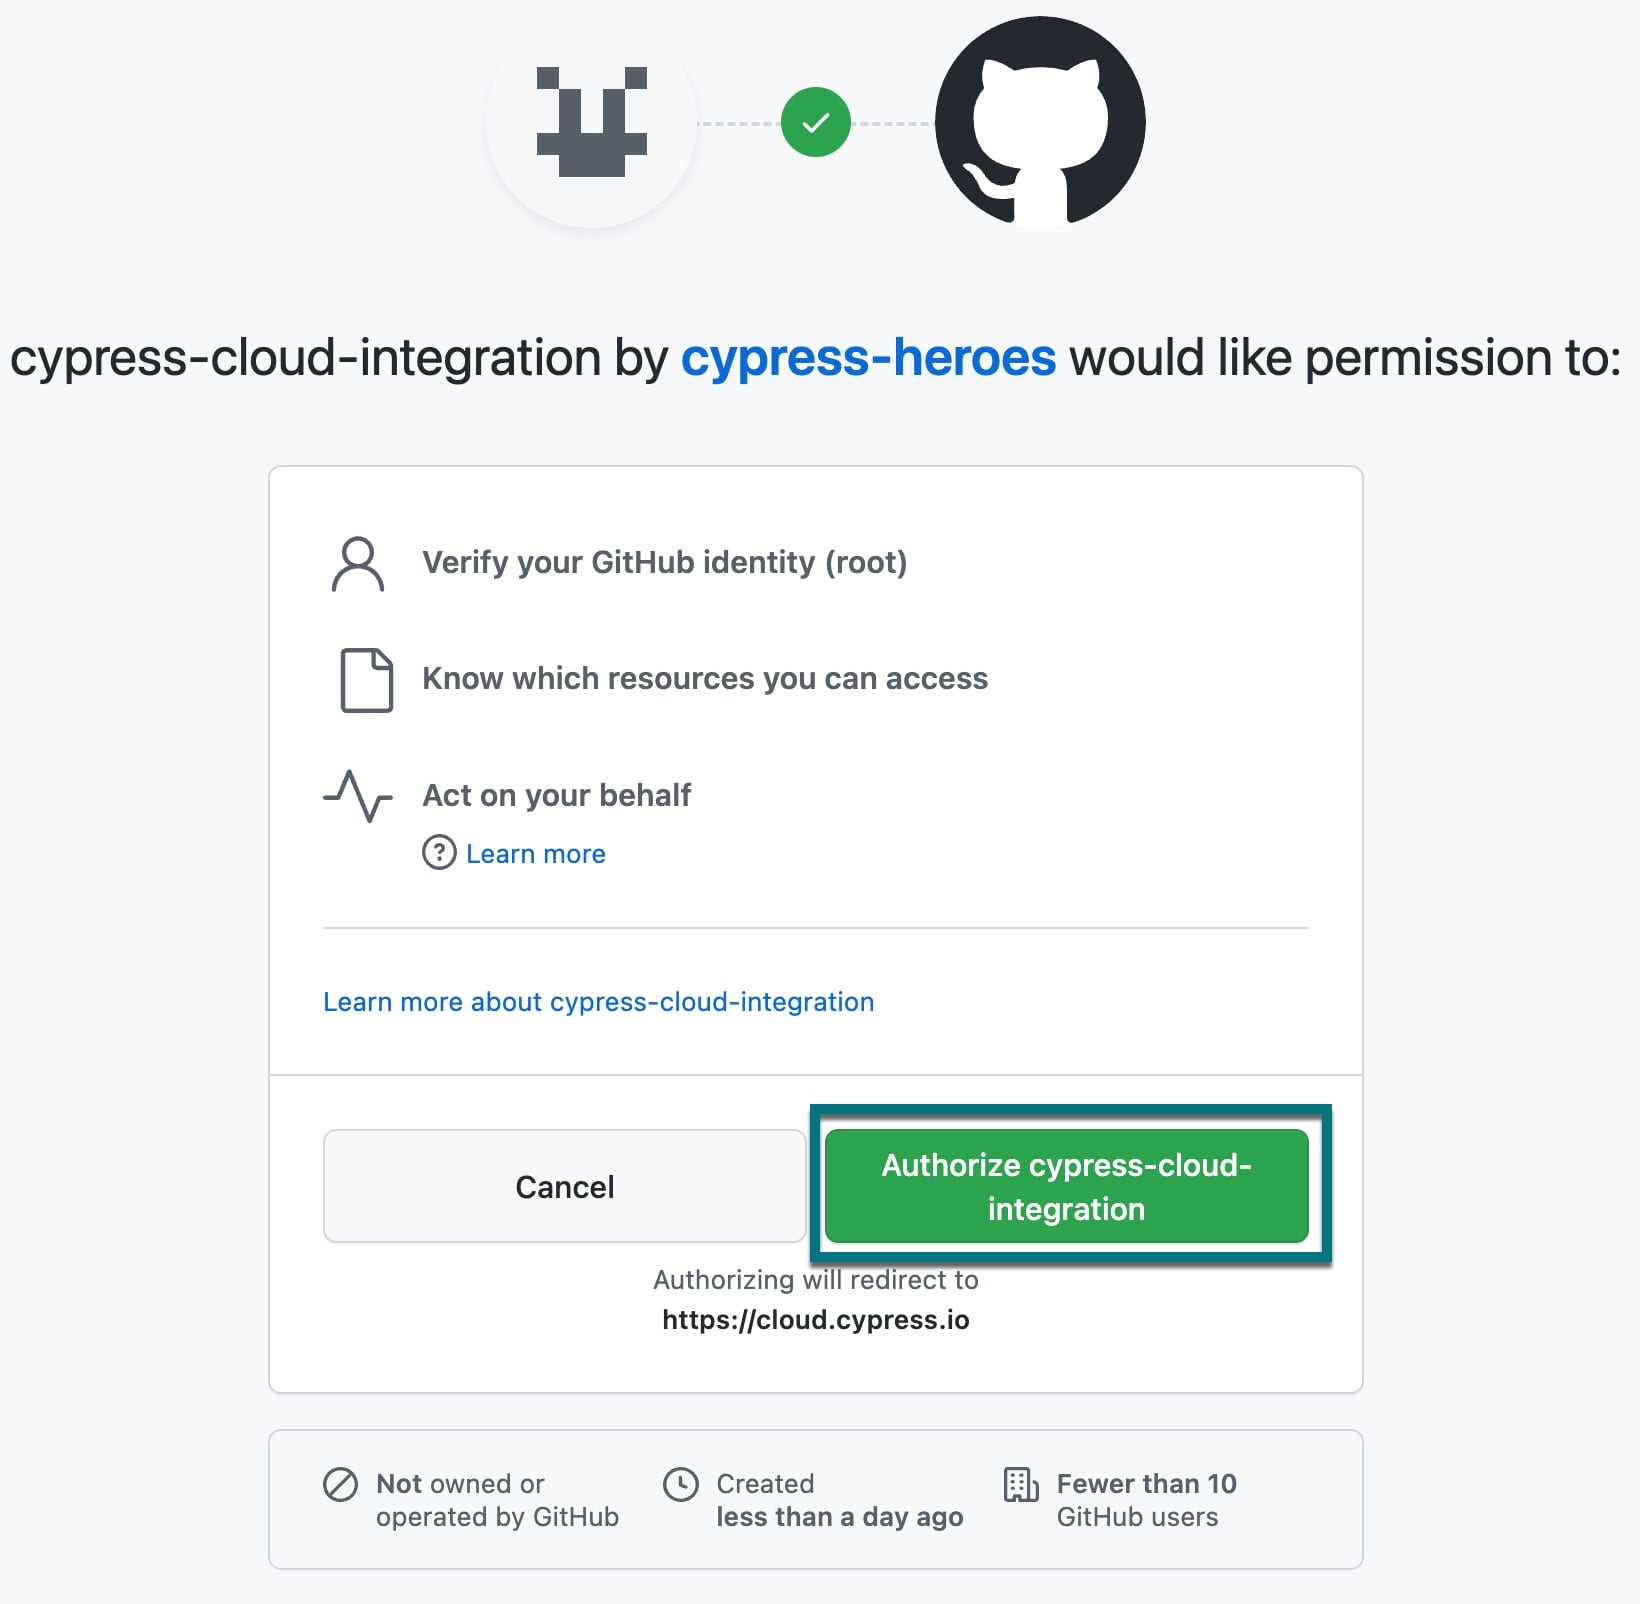 cypress-cloud-integration by cypress-heroes would like permission to:
Verify your GitHub identity (root)
Know which resources you can access
Act on your behalf
? Learn more
Learn more about cypress-cloud-integration
Cancel
Authorize cypress-cloud-
integration
Authorizing will redirect to
https://cloud.cypress.io
Not owned or
operated by GitHub
Created
less than a day ago
Fewer than 10
GitHub users